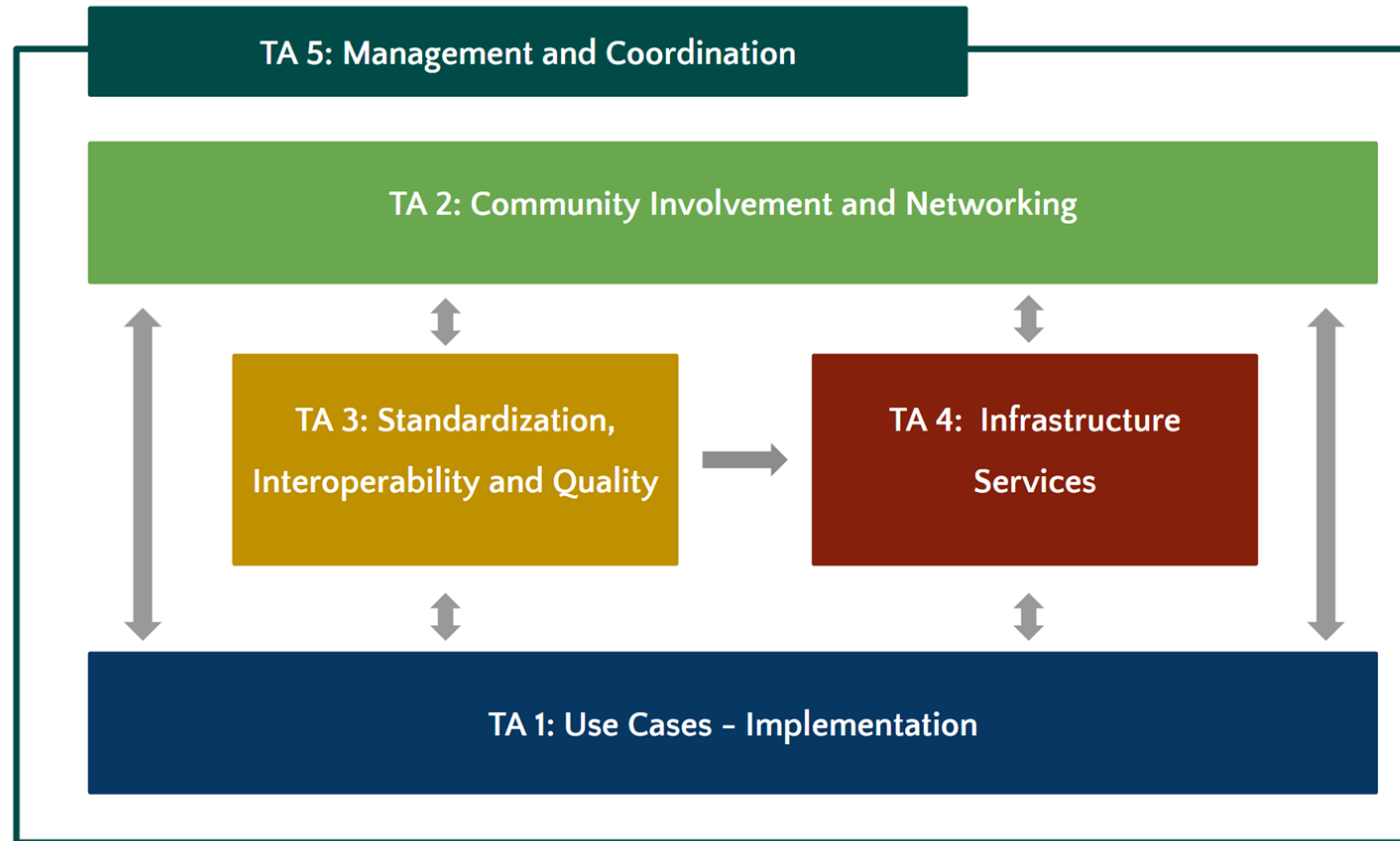 TA 5: Management and Coordination
TA 2: Community Involvement and Networking
TA 3: Standardization,
Interoperability and Quality
TA 4: Infrastructure
Services
TA 1: Use Cases – Implementation